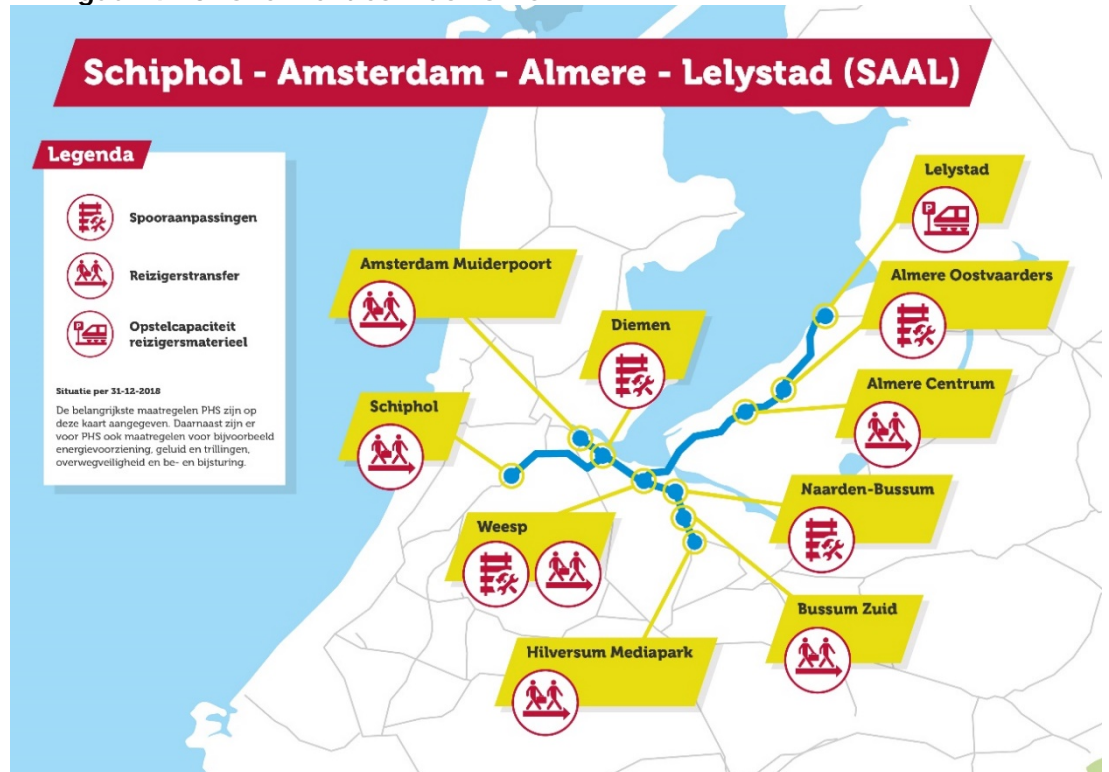 Schiphol - Amsterdam - Almere - Lelystad (SAAL)
Legenda
Spooraanpassingen
Reizigerstransfer
P
Opstelcapaciteit
reizigersmaterieel
Situatie per 31-12-2018
De belangrijkste maatregelen PHS zijn op
deze kaart aangegeven. Daarnaast zijn er
voor PHS ook maatregelen voor bijvoorbeeld
energievoorziening, geluid en trillingen,
overwegveiligheid en be- en bijsturing.
Lelystad
P
Amsterdam Muiderpoort
Almere Oostvaarders
Diemen
Almere Centrum
Schiphol
Naarden-Bussum
Weesp
Bussum Zuid
Hilversum Mediapark